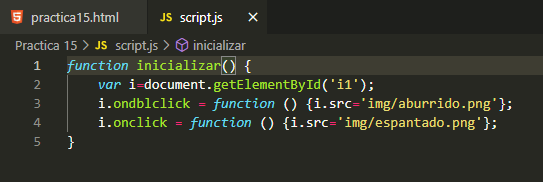 practica15.html JS script.js ×
Practica 15 > JS script.js > inicializar
1 function inicializar() {
2 var i=document.getElementById('i1');
3 i.ondblclick = function () {i.src='img/aburrido.png'};
4 i.onclick = function () {i.src='img/espantado.png'};
5 }